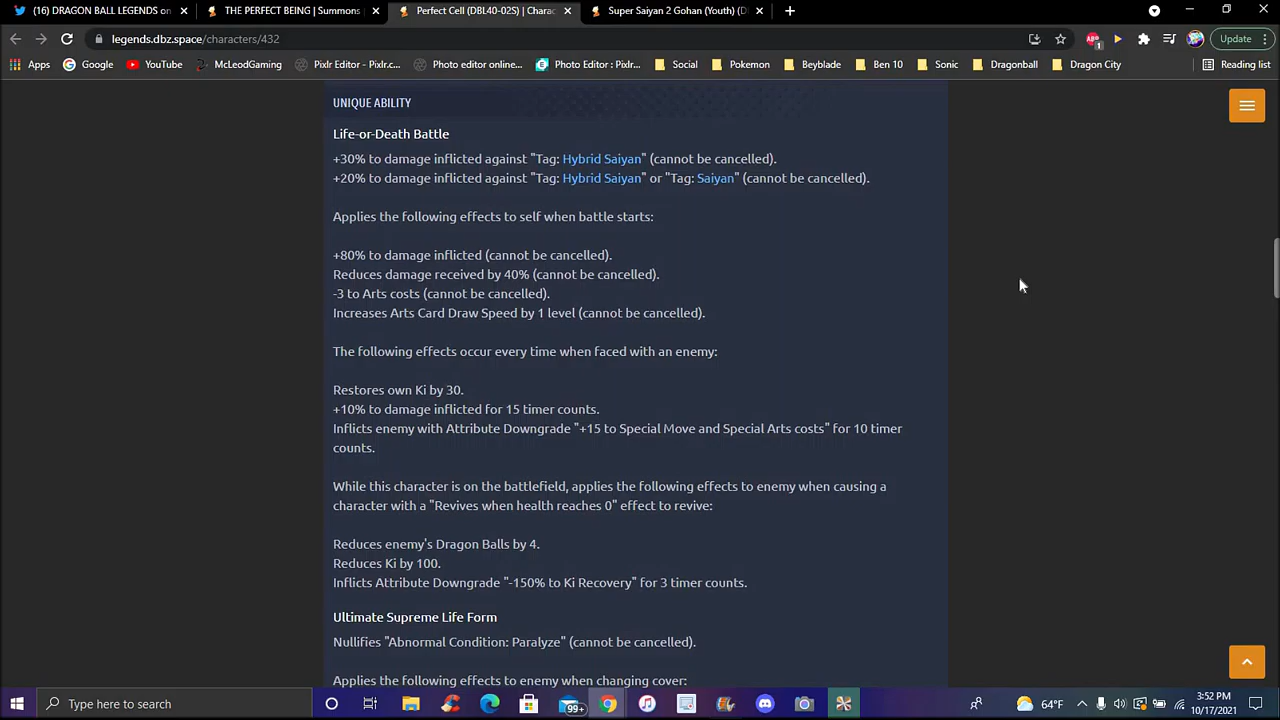 (16) DRAGON BALL LEGENDS on
THE PERFECT BEING | Summons
Perfect Cell (DBL40-02S) | Charac
Super Saiyan 2 Gohan (Youth) (D
legends.dbz.space/characters/432
ABP
1
Update
Apps
Google
YouTube
McLeodGaming
Pixlr Editor - Pixlr.c...
Photo editor online...
Photo Editor : Pixlr...
Social
Pokemon
Beyblade
Ben 10
Sonic
Dragonball
Dragon City
Reading list
UNIQUE ABILITY
Life-or-Death Battle
+30% to damage inflicted against "Tag: Hybrid Saiyan" (cannot be cancelled).
+20% to damage inflicted against "Tag: Hybrid Saiyan" or "Tag: Saiyan" (cannot be cancelled).
Applies the following effects to self when battle starts:
+80% to damage inflicted (cannot be cancelled).
Reduces damage received by 40% (cannot be cancelled).
-3 to Arts costs (cannot be cancelled).
Increases Arts Card Draw Speed by 1 level (cannot be cancelled).
The following effects occur every time when faced with an enemy:
Restores own Ki by 30.
+10% to damage inflicted for 15 timer counts.
Inflicts enemy with Attribute Downgrade "+15 to Special Move and Special Arts costs" for 10 timer
counts.
While this character is on the battlefield, applies the following effects to enemy when causing a
character with a "Revives when health reaches 0" effect to revive:
Reduces enemy's Dragon Balls by 4.
Reduces Ki by 100.
Inflicts Attribute Downgrade "-150% to Ki Recovery" for 3 timer counts.
Ultimate Supreme Life Form
Nullifies "Abnormal Condition: Paralyze" (cannot be cancelled).
Applies the following effects to enemy when changing cover:
Type here to search
99+
64°F
3:52 PM
10/17/2021